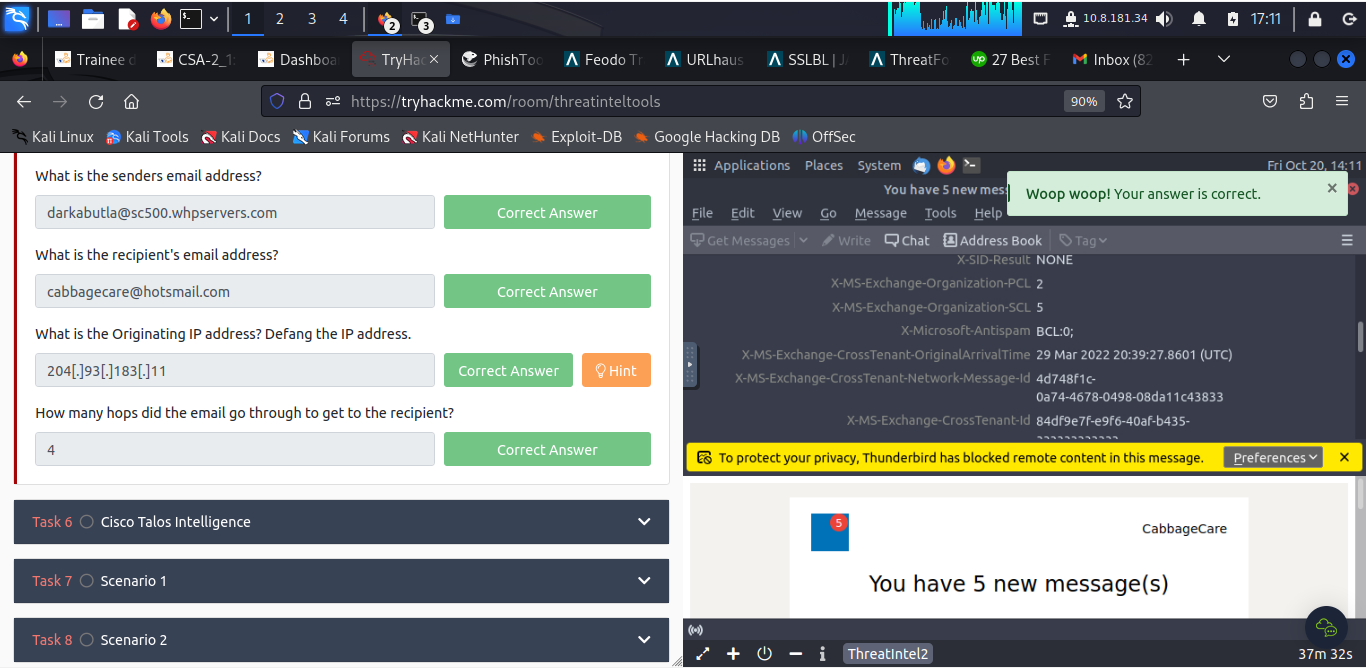 1 2 3 4 2 3 10.8.181.34 17:11
Trainee d CSA-2_1 Dashboa TryHac PhishToo Feodo Tr URLhaus SSLBL | JA ThreatFo up 27 Best F Inbox (82
https://tryhackme.com/room/threatinteltools 90%
Kali Linux Kali Tools Kali Docs Kali Forums Kali NetHunter Exploit-DB Google Hacking DB OffSec
What is the senders email address?
darkabutla@sc500.whpservers.com Correct Answer
What is the recipient's email address?
cabbagecare@hotsmail.com Correct Answer
What is the Originating IP address? Defang the IP address.
204[.]93[.]183[.]11 Correct Answer Hint
How many hops did the email go through to get to the recipient?
4 Correct Answer
Task 6 Cisco Talos Intelligence
Task 7 Scenario 1
Task 8 Scenario 2
Applications Places System Fri Oct 20, 14:11
You have 5 new mess
Woop woop! Your answer is correct.
File Edit View Go Message Tools Help
Get Messages Write Chat Address Book Tag
X-SID-Result NONE
X-MS-Exchange-Organization-PCL 2
X-MS-Exchange-Organization-SCL 5
X-Microsoft-Antispam BCL:0;
X-MS-Exchange-CrossTenant-OriginalArrivalTime 29 Mar 2022 20:39:27.8601 (UTC)
X-MS-Exchange-CrossTenant-Network-Message-Id 4d748f1c-
0a74-4678-0498-08da11c43833
X-MS-Exchange-CrossTenant-Id 84df9e7f-e9f6-40af-b435-
To protect your privacy, Thunderbird has blocked remote content in this message. Preferences
5 CabbageCare
You have 5 new message(s)
ThreatIntel2 37m 32s